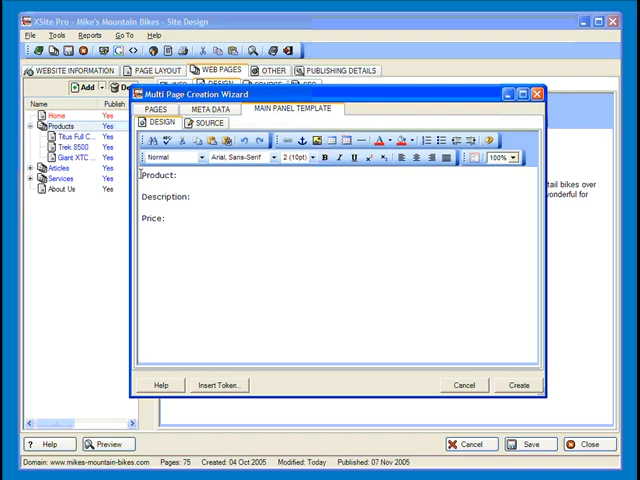 XSite Pro - Mike's Mountain Bikes - Site Design
File Tools Reports Go To Help
WEBSITE INFORMATION PAGE LAYOUT WEB PAGES OTHER PUBLISHING DETAILS
Add
Name Publish
Home Yes
Products Yes
Titus Full C... Yes
Trek 8500 Yes
Giant XTC ... Yes
Articles Yes
Services Yes
About Us Yes
Multi Page Creation Wizard
PAGES META DATA MAIN PANEL TEMPLATE
DESIGN SOURCE
Normal Arial, Sans-Serif 2 (10pt) B I U 100%
Product:
Description:
Price:
tail bikes over
wonderful for
Help Insert Token... Cancel Create
? Help Preview Cancel Save Close
Domain: www.mikes-mountain-bikes.com Pages: 75 Created: 04 Oct 2005 Modified: Today Published: 07 Nov 2005